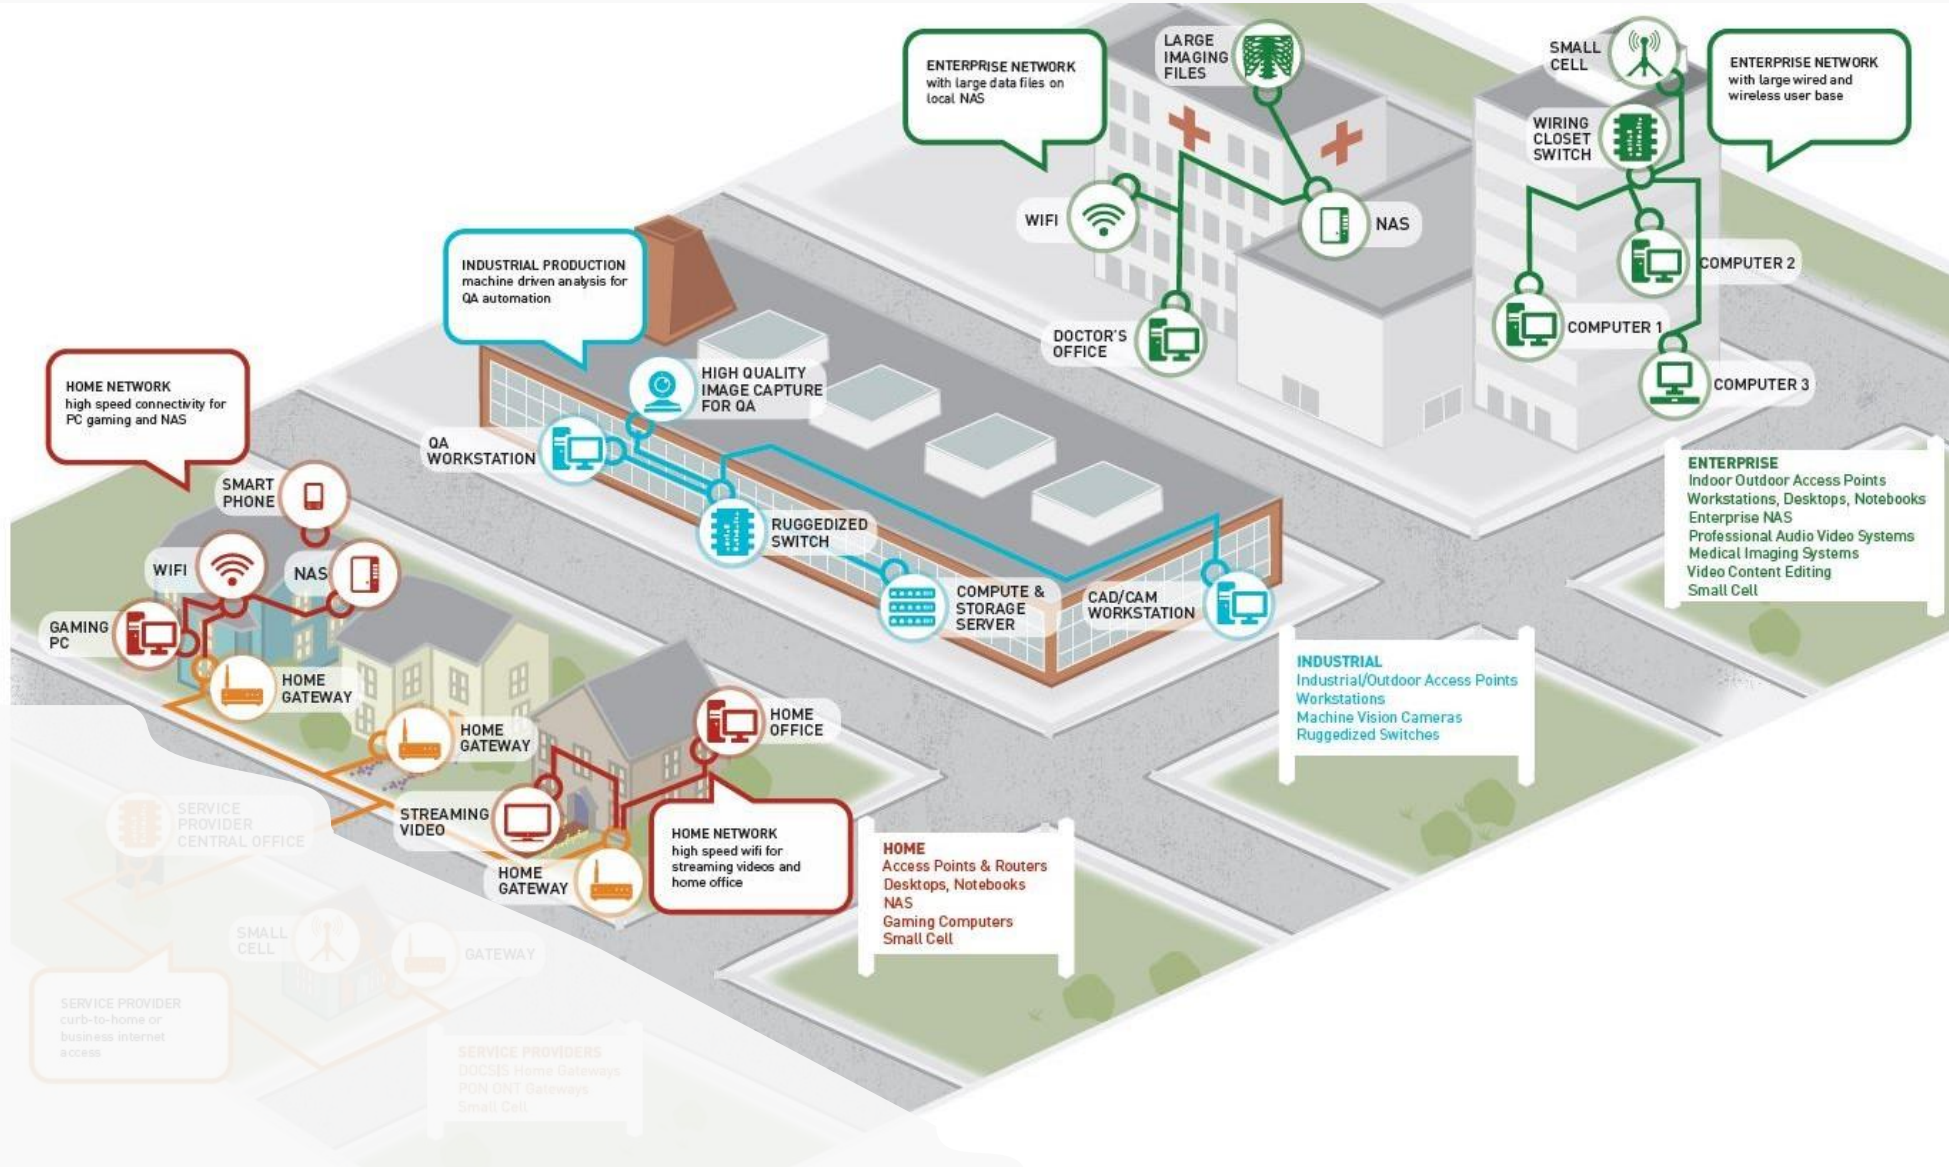 LARGE
IMAGING
FILES
SMALL
CELL
ENTERPRISE NETWORK
with large data files on
local NAS
ENTERPRISE NETWORK
with large wired and
wireless user base
WIRING
CLOSET
SWITCH
WIFI
NAS
COMPUTER 2
DOCTOR'S
OFFICE
COMPUTER 1
COMPUTER 3
INDUSTRIAL PRODUCTION
machine driven analysis for
QA automation
HIGH QUALITY
IMAGE CAPTURE
FOR QA
QA
WORKSTATION
RUGGEDIZED
SWITCH
COMPUTE &
STORAGE
SERVER
CAD/CAM
WORKSTATION
HOME NETWORK
high speed connectivity for
PC gaming and NAS
SMART
PHONE
WIFI
NAS
GAMING
PC
HOME
GATEWAY
HOME
GATEWAY
HOME
OFFICE
STREAMING
VIDEO
HOME
GATEWAY
HOME NETWORK
high speed wifi for
streaming videos and
home office
ENTERPRISE
Indoor Outdoor Access Points
Workstations, Desktops, Notebooks
Enterprise NAS
Professional Audio Video Systems
Medical Imaging Systems
Video Content Editing
Small Cell
INDUSTRIAL
Industrial/Outdoor Access Points
Workstations
Machine Vision Cameras
Ruggedized Switches
HOME
Access Points & Routers
Desktops, Notebooks
NAS
Gaming Computers
Small Cell
SERVICE
PROVIDER
CENTRAL OFFICE
SMALL
CELL
GATEWAY
SERVICE PROVIDER
curb-to-home or
business internet
access
SERVICE PROVIDERS
DOCSIS Home Gateways
PON ONT Gateways
Small Cell